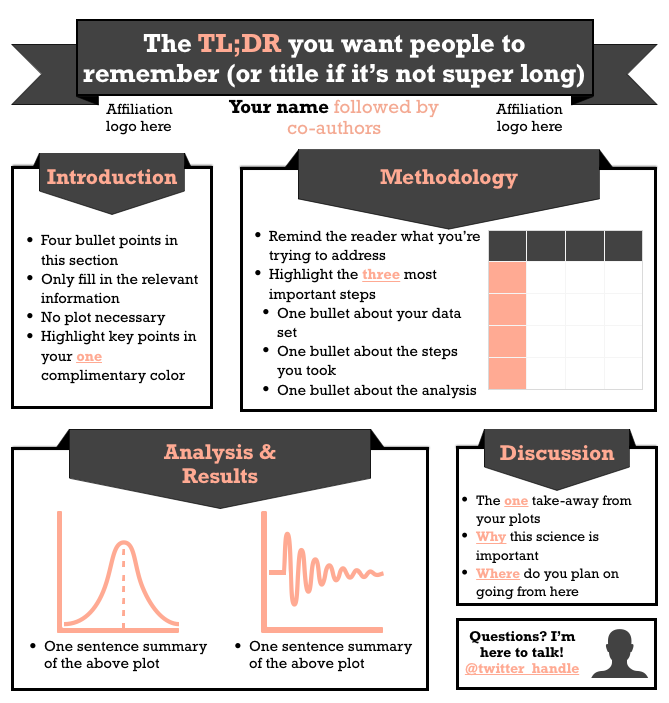 The TL;DR you want people to
remember (or title if it's not super long)
Affiliation
logo here
Your name followed by
co-authors
Affiliation
logo here
Introduction
• Four bullet points in
this section
• Only fill in the relevant
information
• No plot necessary
• Highlight key points in
your one
complimentary color
Methodology
• Remind the reader what you're
trying to address
• Highlight the three most
important steps
• One bullet about your data
set
• One bullet about the steps
you took
• One bullet about the analysis
Analysis &
Results
• One sentence summary
of the above plot
• One sentence summary
of the above plot
Discussion
• The one take-away from
your plots
• Why this science is
important
• Where do you plan on
going from here
Questions? I'm
here to talk!
@twitter_handle